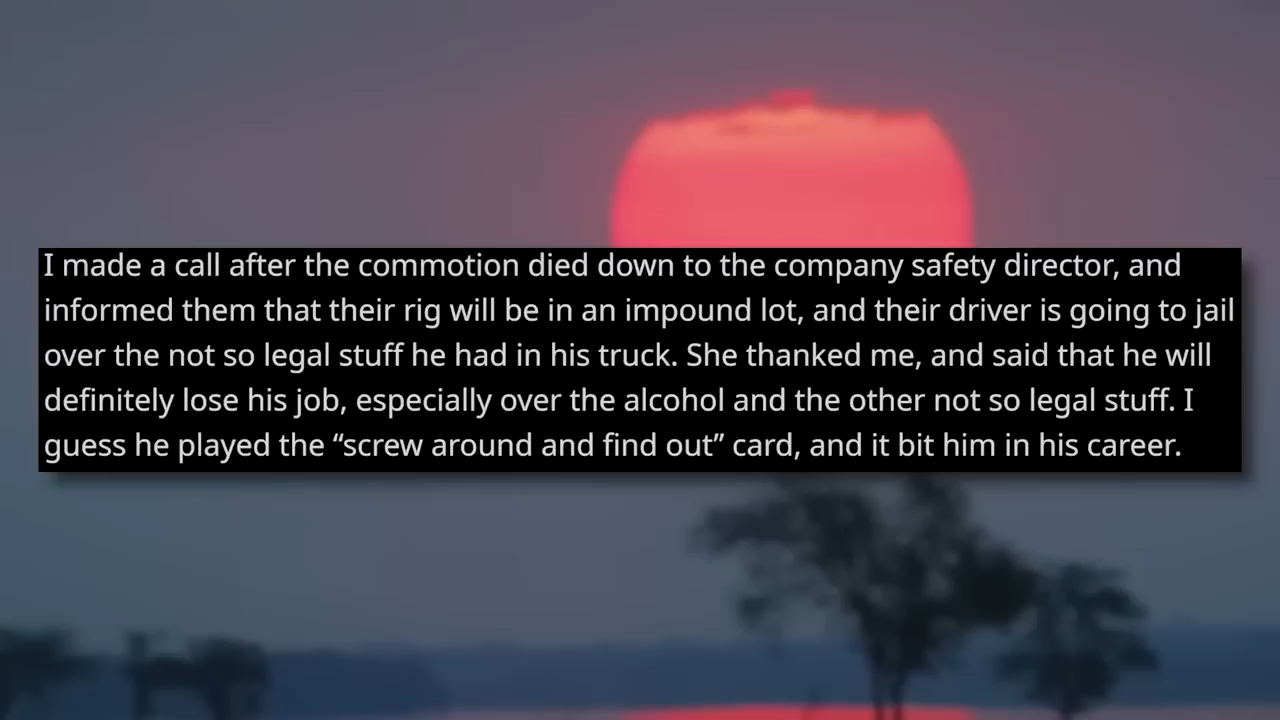 I made a call after the commotion died down to the company safety director, and
informed them that their rig will be in an impound lot, and their driver is going to jail
over the not so legal stuff he had in his truck. She thanked me, and said that he will
definitely lose his job, especially over the alcohol and the other not so legal stuff. I
guess he played the “screw around and find out” card, and it bit him in his career.